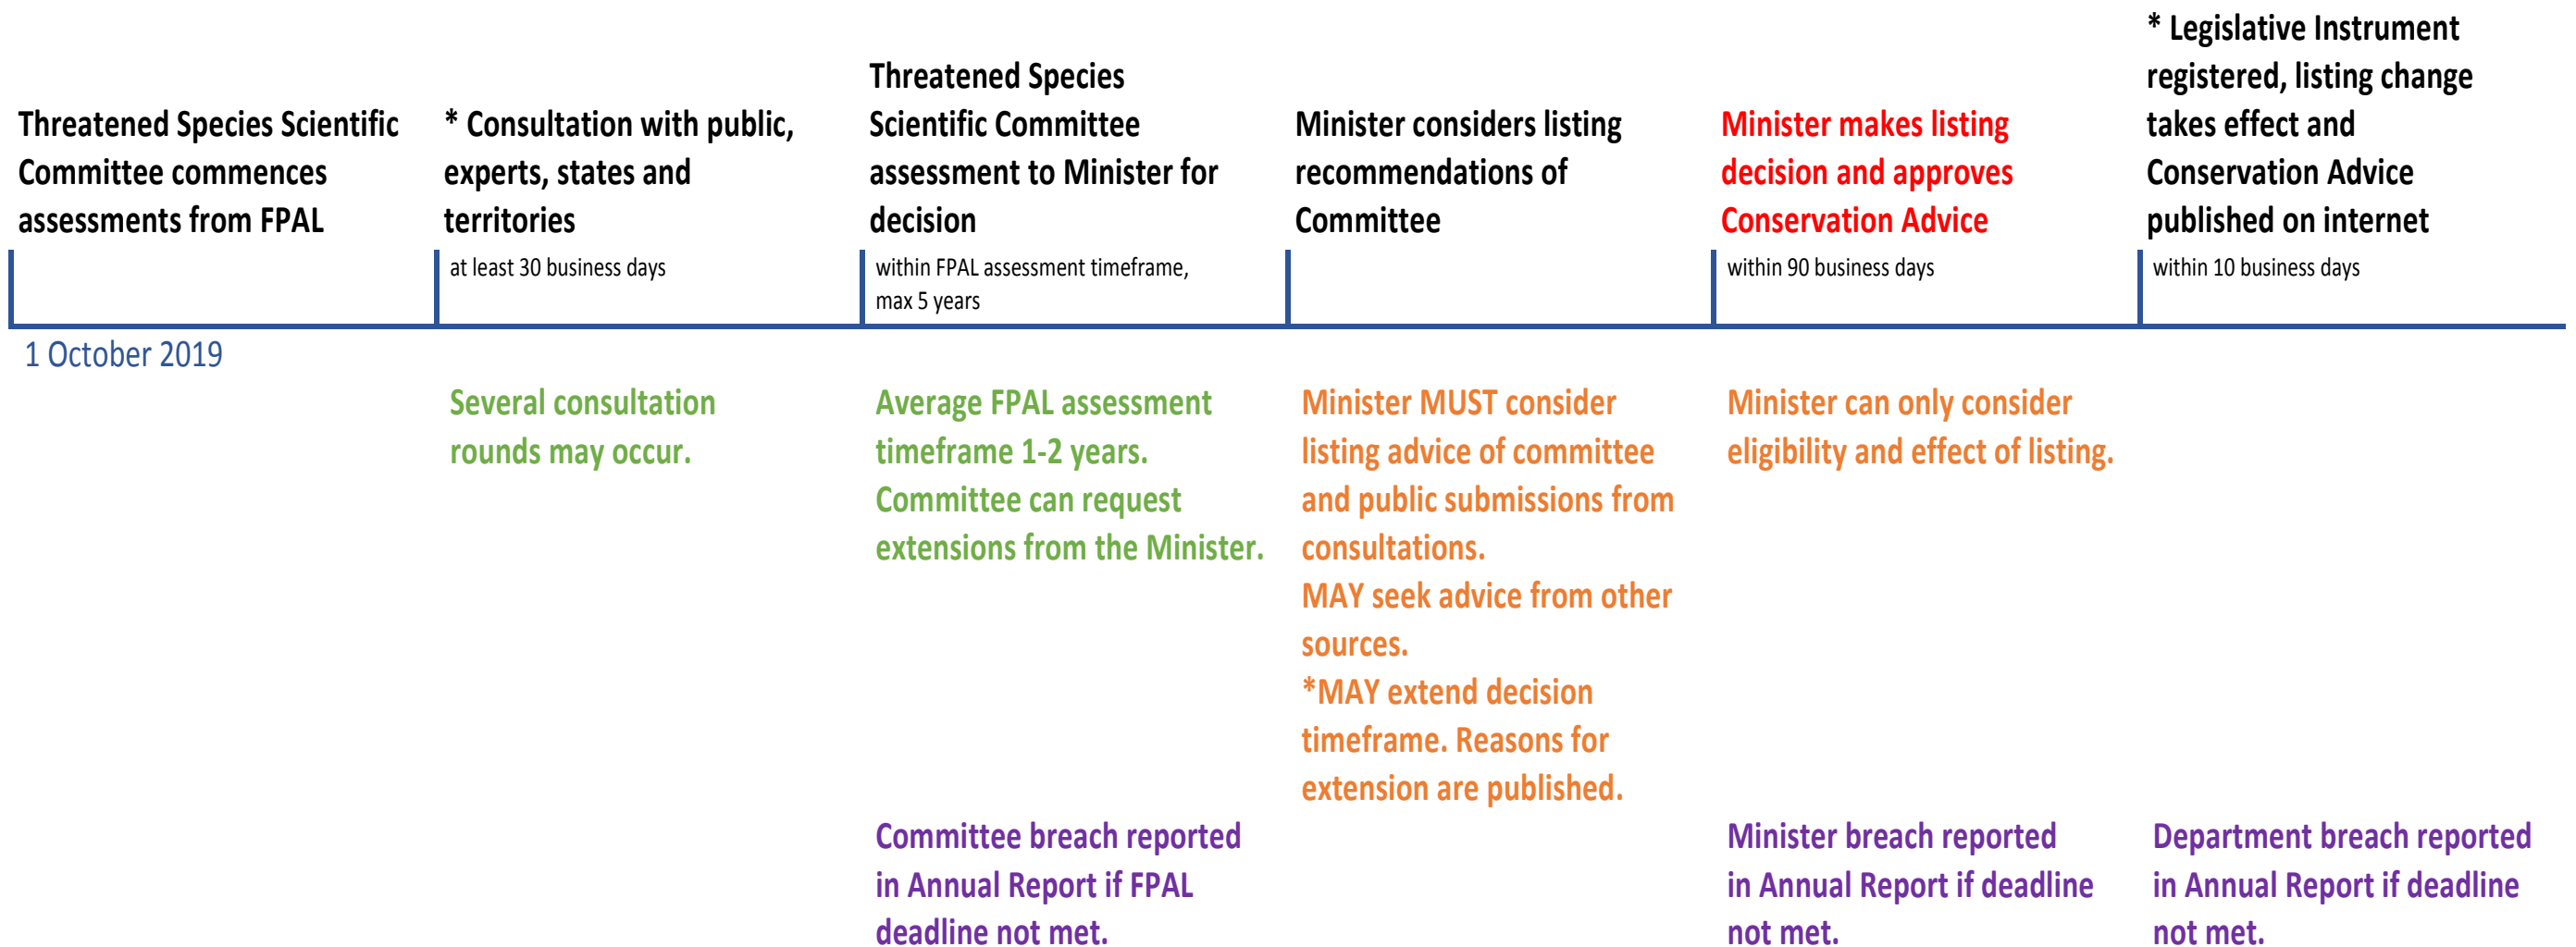 Threatened Species Scientific
Committee commences
assessments from FPAL
* Consultation with public,
experts, states and
territories
at least 30 business days
Threatened Species
Scientific Committee
assessment to Minister for
decision
within FPAL assessment timeframe,
max 5 years
Minister considers listing
recommendations of
Committee
Minister makes listing
decision and approves
Conservation Advice
within 90 business days
* Legislative Instrument
registered, listing change
takes effect and
Conservation Advice
published on internet
within 10 business days
1 October 2019
Several consultation
rounds may occur.
Average FPAL assessment
timeframe 1-2 years.
Committee can request
extensions from the Minister.
Minister MUST consider
listing advice of committee
and public submissions from
consultations.
MAY seek advice from other
sources.
*MAY extend decision
timeframe. Reasons for
extension are published.
Minister can only consider
eligibility and effect of listing.
Committee breach reported
in Annual Report if FPAL
deadline not met.
Minister breach reported
in Annual Report if deadline
not met.
Department breach reported
in Annual Report if deadline
not met.